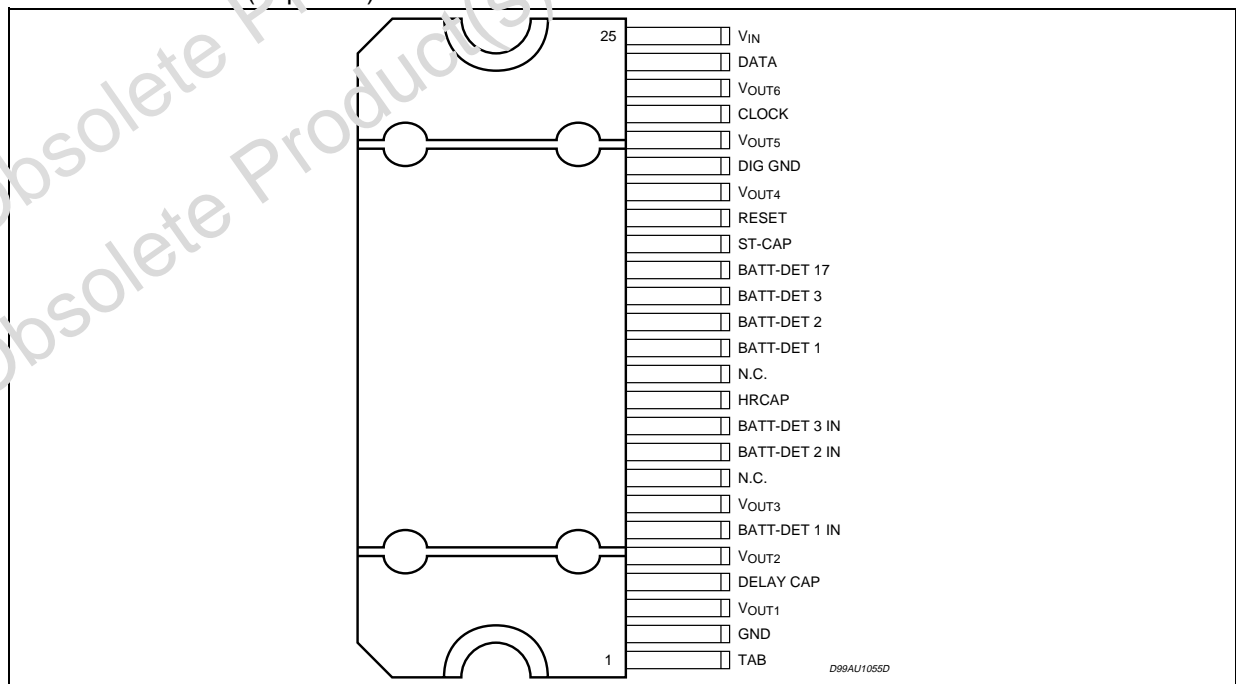 25 VIN
DATA
VOUT6
CLOCK
VOUT5
DIG GND
VOUT4
RESET
ST-CAP
BATT-DET 17
BATT-DET 3
BATT-DET 2
BATT-DET 1
N.C.
HRCAP
BATT-DET 3 IN
BATT-DET 2 IN
N.C.
VOUT3
BATT-DET 1 IN
VOUT2
DELAY CAP
VOUT1
GND
1 TAB
D99AU1055D
Obsolete Product(s)
Obsolete Product(s)